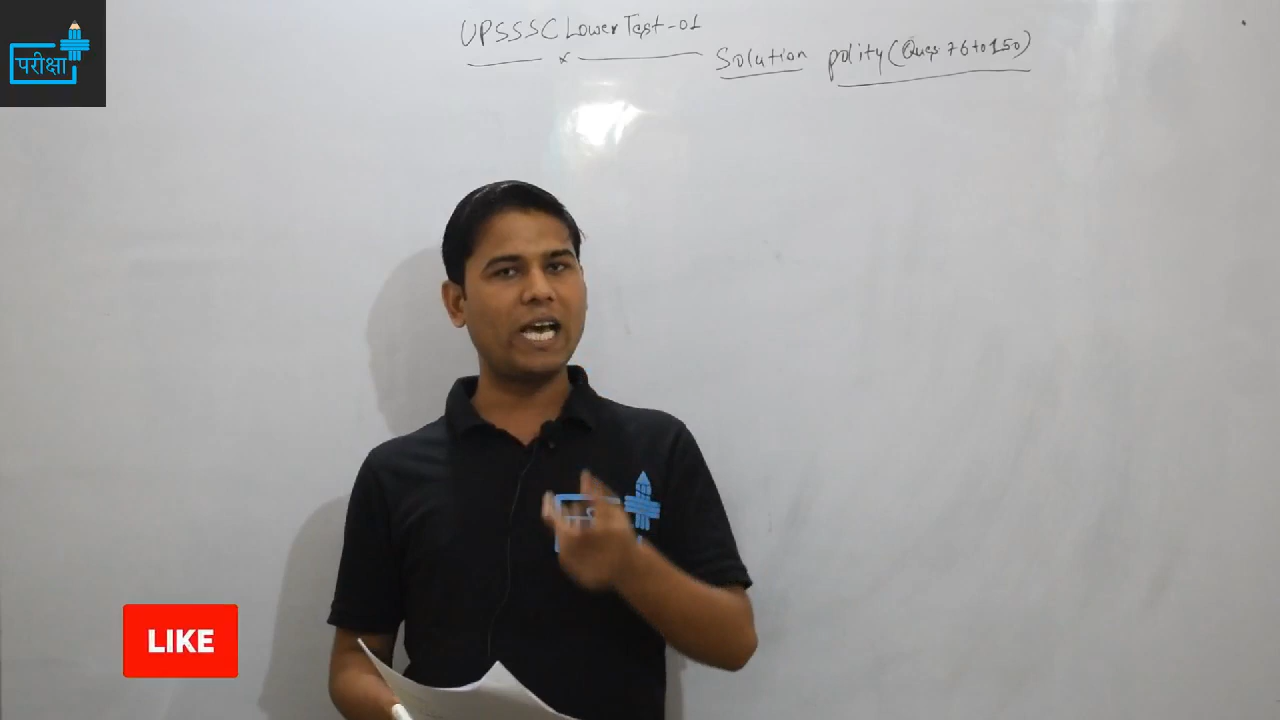 परीक्षा
UPSSSC Lower Test-01
Solution polity (Ques 76 to 150)
LIKE